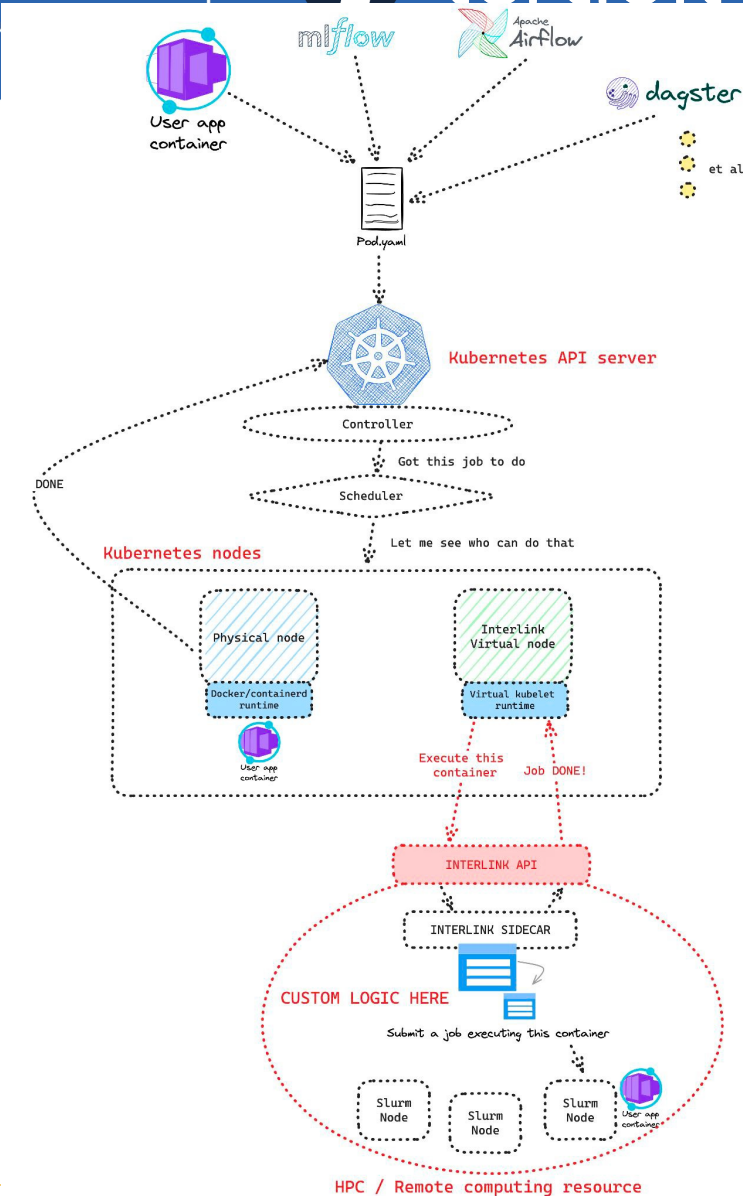 mlflow
Apache
Airflow
dagster
User app
container
et al
Pod.yaml
Kubernetes API server
Controller
Got this job to do
Scheduler
DONE
Let me see who can do that
Kubernetes nodes
Physical node
Interlink
Virtual node
Docker/containerd
runtime
Virtual kubelet
runtime
User app
container
Execute this
container
Job DONE!
INTERLINK API
INTERLINK SIDECAR
CUSTOM LOGIC HERE
Submit a job executing this container
Slurm
Node
Slurm
Node
Slurm
Node
User app
container
HPC / Remote computing resource